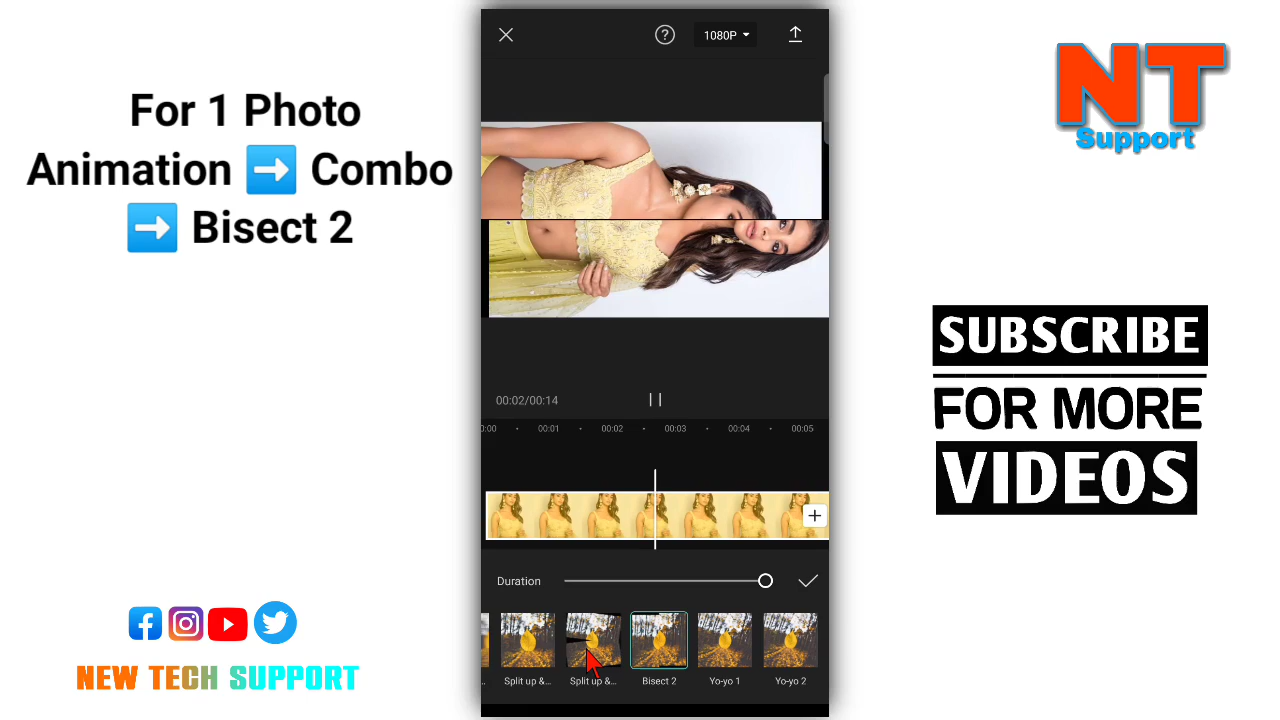 For 1 Photo
Animation ➡️ Combo
➡️ Bisect 2
1080P
NT
Support
SUBSCRIBE
FOR MORE
VIDEOS
00:02/00:14
0:00 00:01 00:02 00:03 00:04 00:05
Duration
Split up &... Split up &... Bisect 2 Yo-yo 1 Yo-yo 2
NEW TECH SUPPORT